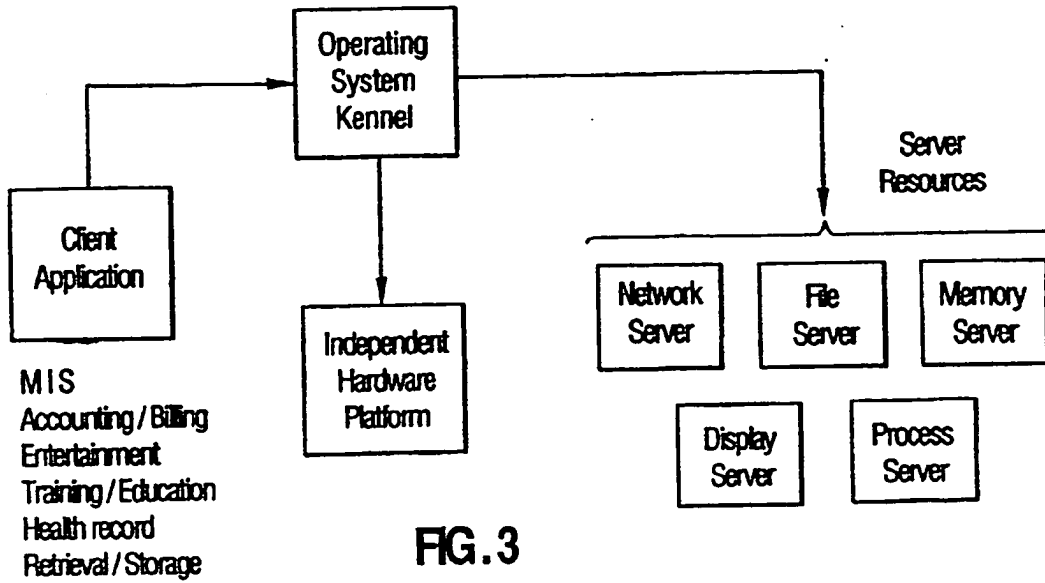 Operating
System
Kennel
Server
Resources
Client
Application
Network
Server
File
Server
Memory
Server
Independent
Hardware
Platform
Display
Server
Process
Server
MIS
Accounting / Billing
Entertainment
Training / Education
Health record
Retrieval / Storage
FIG. 3